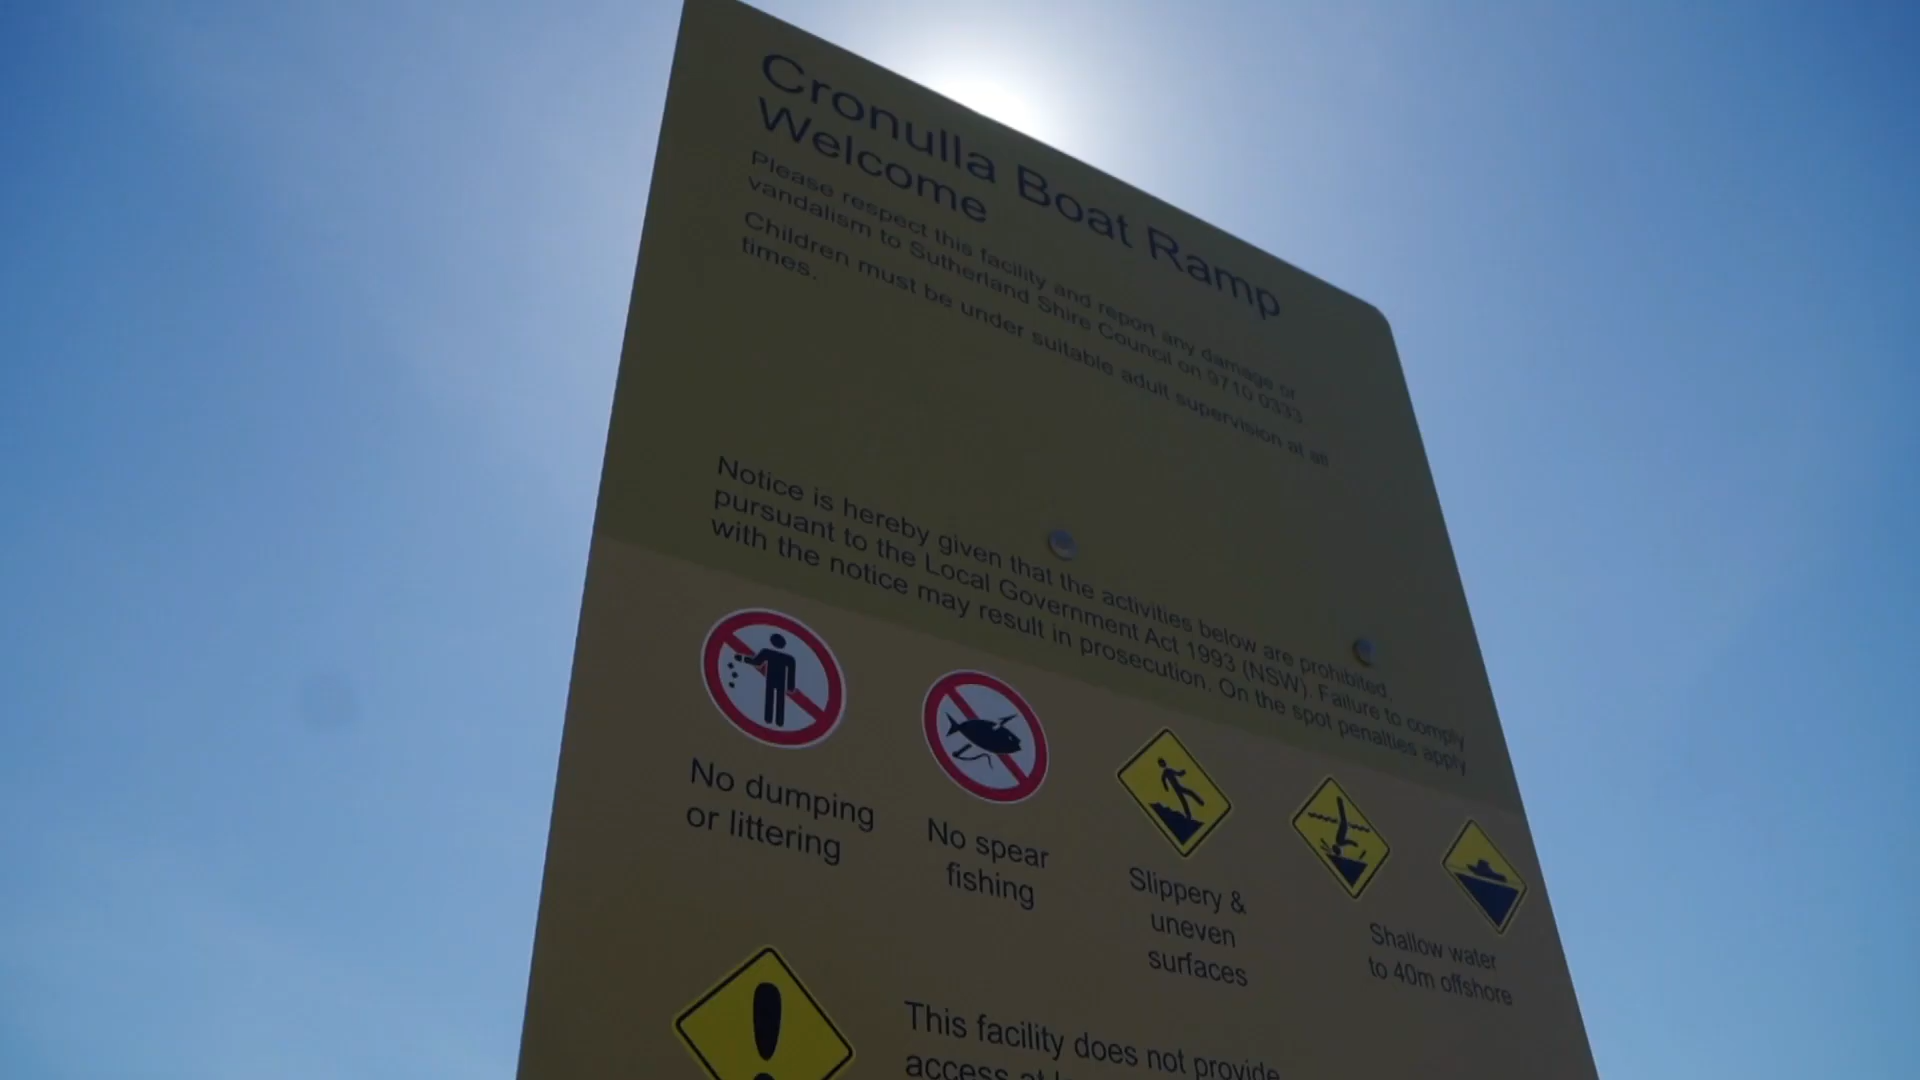 Cronulla Boat Ramp
Welcome
Please respect this facility and report any damage or
vandalism to Sutherland Shire Council on 9710 0333
Children must be under suitable adult supervision at all
times.
Notice is hereby given that the activities below are prohibited,
pursuant to the Local Government Act 1993 (NSW). Failure to comply
with the notice may result in prosecution. On the spot penalties apply
No dumping
or littering
No spear
fishing
Slippery &
uneven
surfaces
Shallow water
to 40m offshore
This facility does not provide
access at